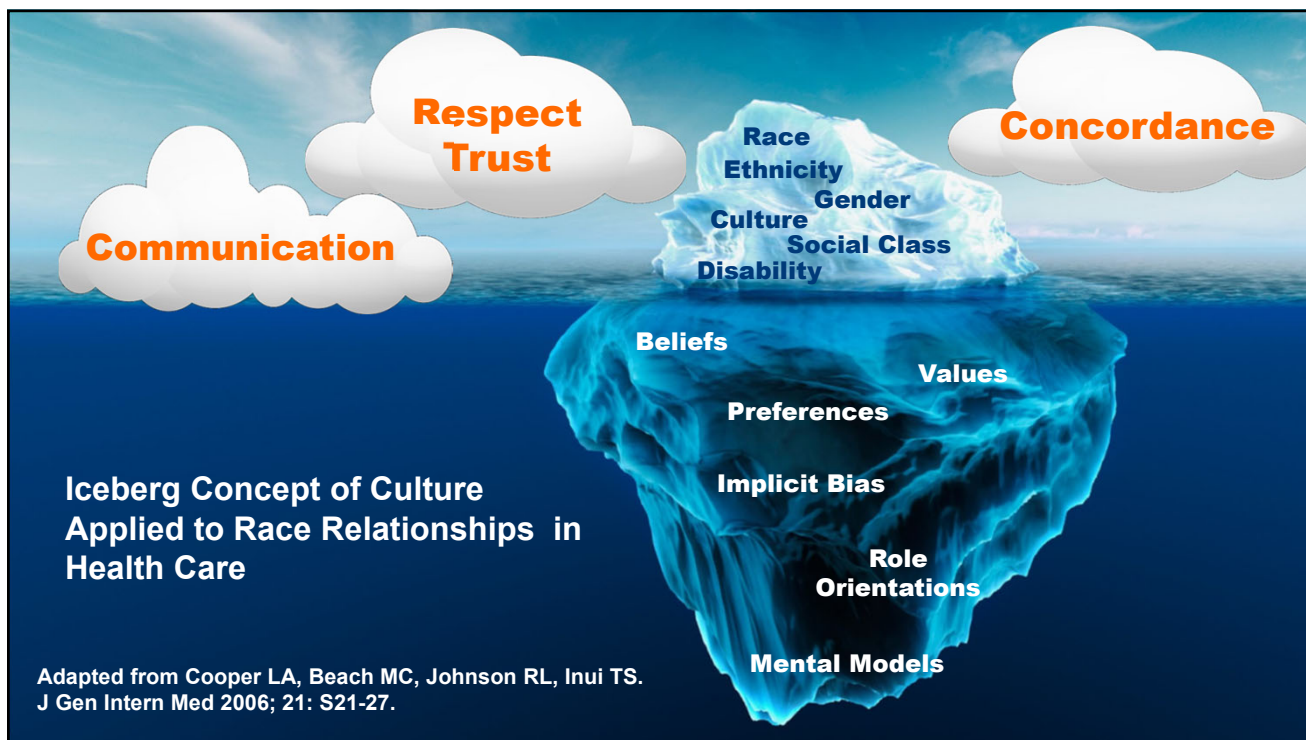 Respect
Trust
Concordance
Communication
Race
Ethnicity
Gender
Culture
Social Class
Disability
Beliefs
Values
Preferences
Implicit Bias
Role
Orientations
Mental Models
Iceberg Concept of Culture
Applied to Race Relationships in
Health Care
Adapted from Cooper LA, Beach MC, Johnson RL, Inui TS.
J Gen Intern Med 2006; 21: S21-27.